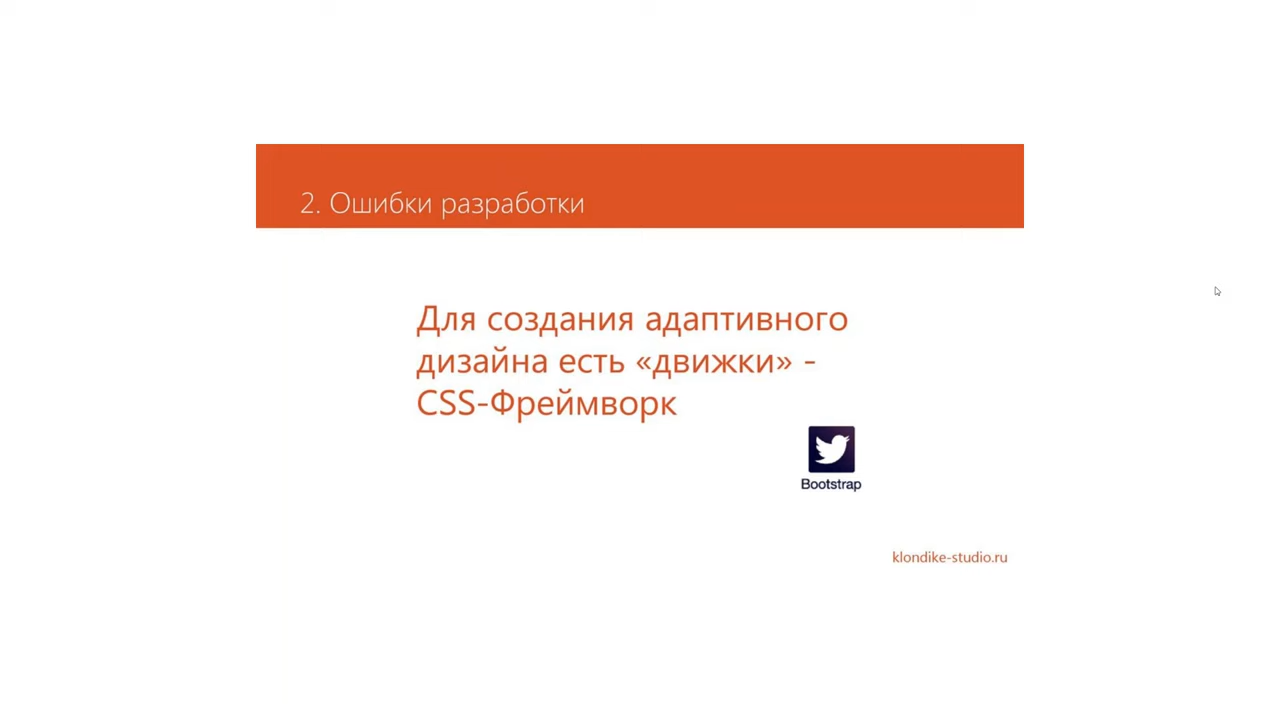 2. Ошибки разработки
Для создания адаптивного
дизайна есть «движки» -
CSS-Фреймворк
Bootstrap
klondike-studio.ru